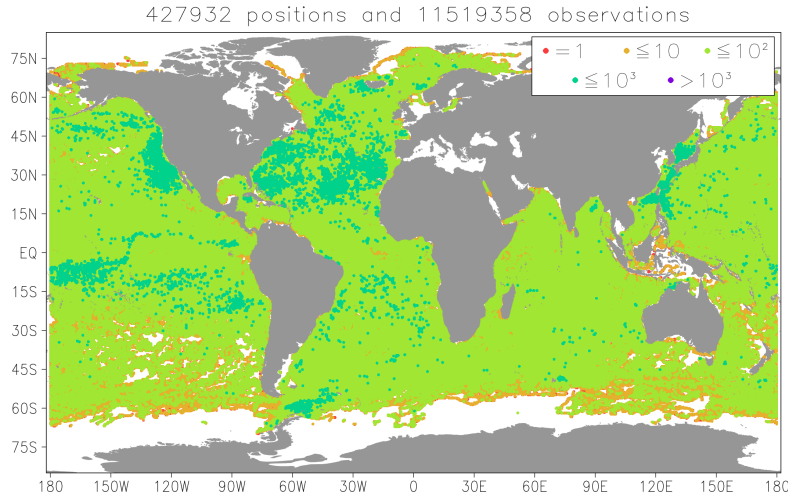 427932 positions and 11519358 observations
=1 ≦10 ≦10²
≦10³ >10³
75N
60N
45N
30N
15N
EQ
15S
30S
45S
60S
75S
180 150W 120W 90W 60W 30W 0 30E 60E 90E 120E 150E 180